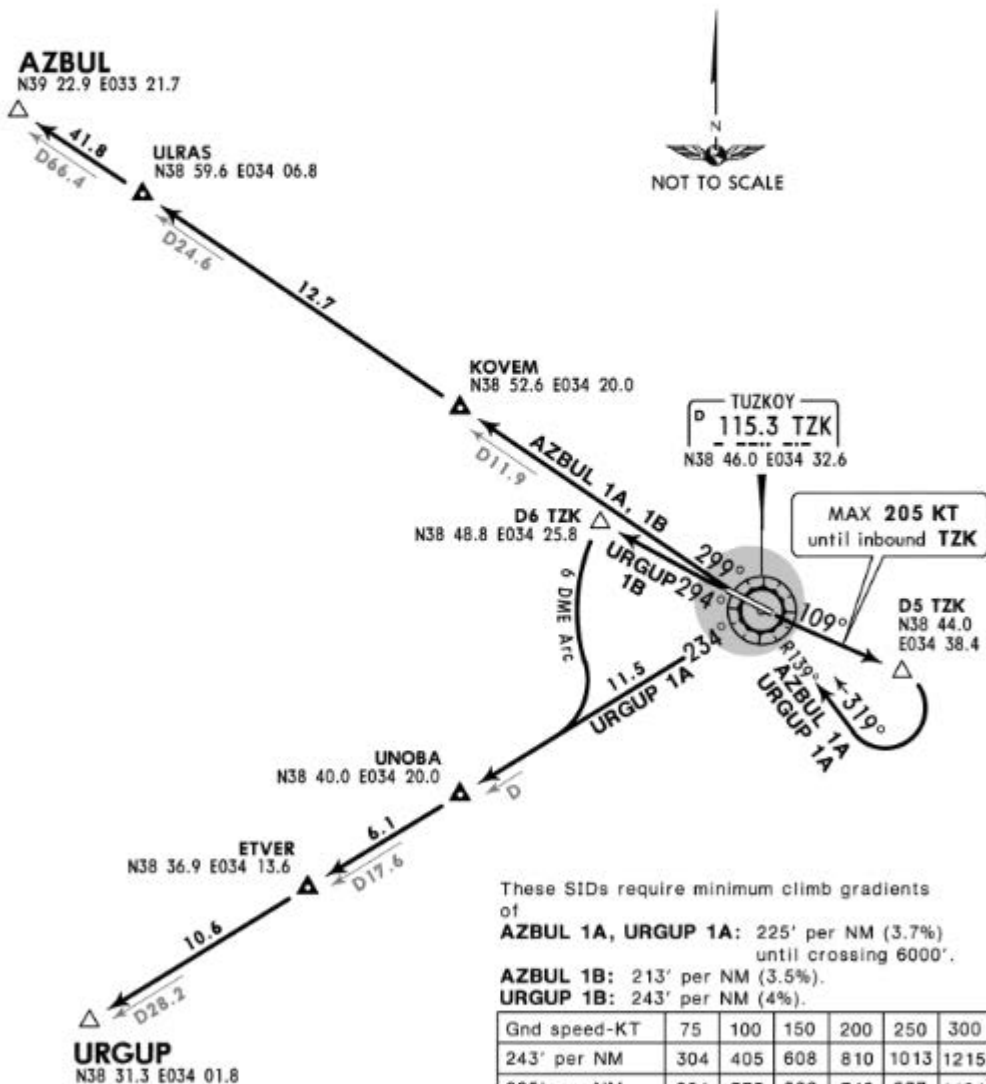 AZBUL
N39 22.9 E033 21.7
41.8
D66.4
ULRAS
N38 59.6 E034 06.8
D24.6
12.7
N
NOT TO SCALE
KOVEM
N38 52.6 E034 20.0
D11.9
AZBUL 1A, 1B
TUZKOY
D 115.3 TZK
N38 46.0 E034 32.6
MAX 205 KT
until inbound TZK
D6 TZK
N38 48.8 E034 25.8
URGUP
1B
299°
294°
234°
109°
D5 TZK
N38 44.0
E034 38.4
R139°
319°
AZBUL 1A
URGUP 1A
6 DME Arc
11.5
URGUP 1A
UNOBA
N38 40.0 E034 20.0
D
6.1
D17.6
ETVER
N38 36.9 E034 13.6
10.6
D28.2
URGUP
N38 31.3 E034 01.8
These SIDs require minimum climb gradients
of
AZBUL 1A, URGUP 1A: 225' per NM (3.7%)
until crossing 6000'.
AZBUL 1B: 213' per NM (3.5%).
URGUP 1B: 243' per NM (4%).
Gnd speed-KT 75 100 150 200 250 300
243' per NM 304 405 608 810 1013 1215